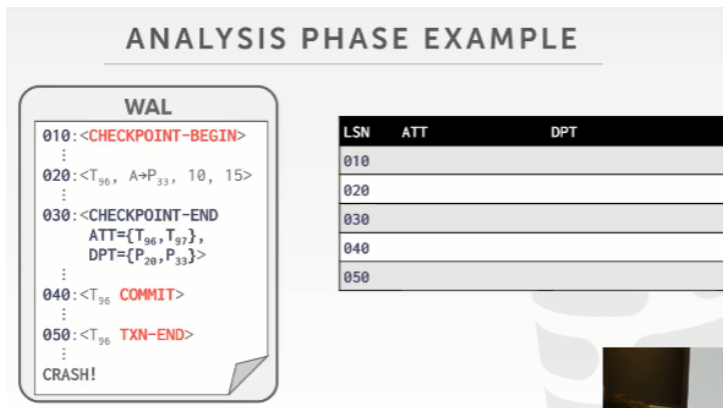 ANALYSIS PHASE EXAMPLE
WAL
010:<CHECKPOINT-BEGIN>
⋮
020:<T₉₆, A→P₃₃, 10, 15>
⋮
030:<CHECKPOINT-END
ATT={T₉₆,T₉₇},
DPT={P₂₀,P₃₃}>
⋮
040:<T₉₆ COMMIT>
⋮
050:<T₉₆ TXN-END>
⋮
CRASH!
LSN ATT DPT
010
020
030
040
050